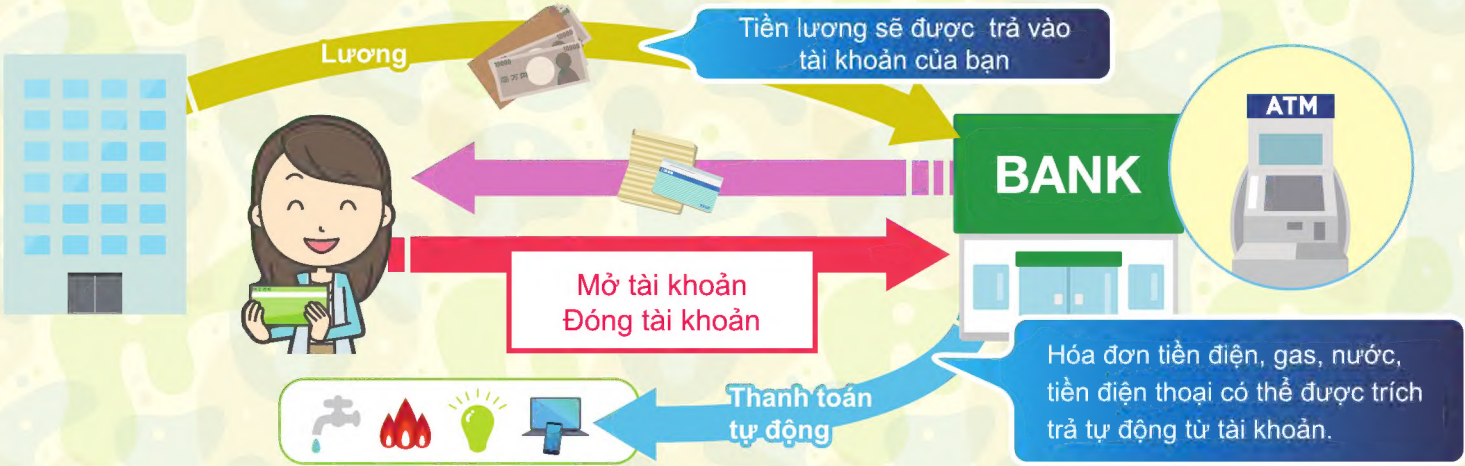 Lương
Tiền lương sẽ được trả vào
tài khoản của bạn
10000
10000
ATM
BANK
Mở tài khoản
Đóng tài khoản
Hóa đơn tiền điện, gas, nước,
tiền điện thoại có thể được trích
trả tự động từ tài khoản.
Thanh toán
tự động